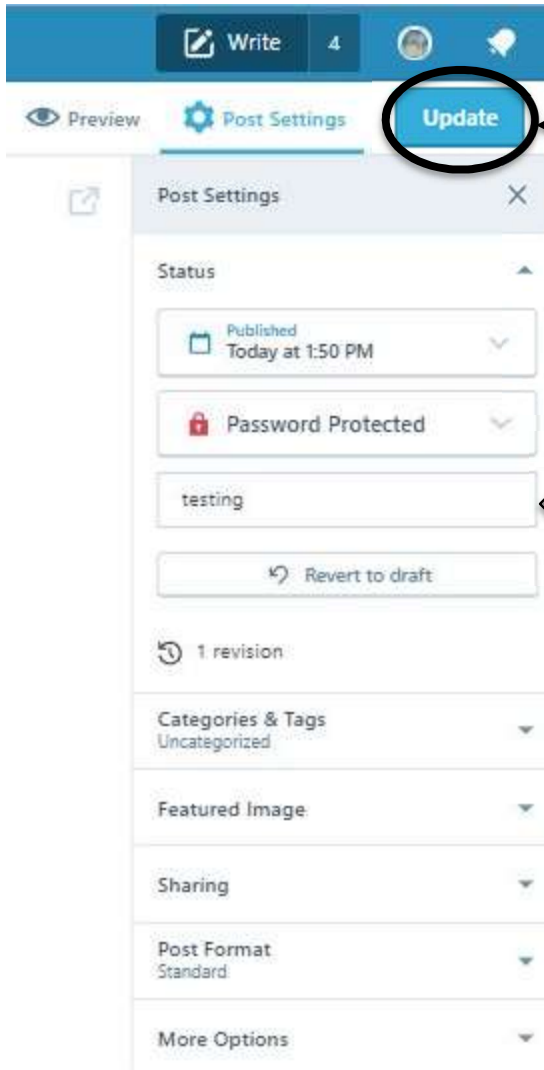 Write 4
Preview Post Settings Update
Post Settings
Status
Published
Today at 1:50 PM
Password Protected
testing
Revert to draft
1 revision
Categories & Tags
Uncategorized
Featured Image
Sharing
Post Format
Standard
More Options